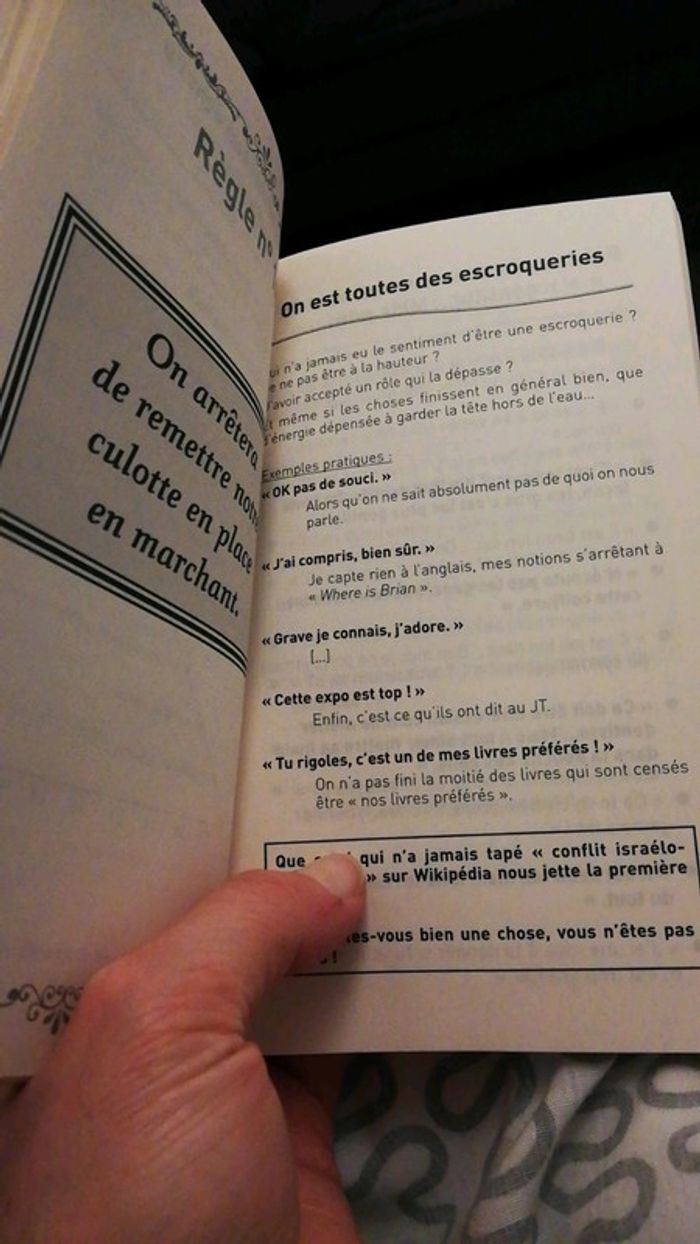 Règle n°
On arrêtera
de remettre notre
culotte en place
en marchant.
On est toutes des escroqueries
n'a jamais eu le sentiment d'être une escroquerie ?
ne pas être à la hauteur ?
avoir accepté un rôle qui la dépasse ?
même si les choses finissent en général bien, que
d'énergie dépensée à garder la tête hors de l'eau...
Exemples pratiques :
« OK pas de souci. »
Alors qu'on ne sait absolument pas de quoi on nous
parle.
« J'ai compris, bien sûr. »
Je capte rien à l'anglais, mes notions s'arrêtant à
« Where is Brian ».
« Grave je connais, j'adore. »
[...]
« Cette expo est top ! »
Enfin, c'est ce qu'ils ont dit au JT.
« Tu rigoles, c'est un de mes livres préférés ! »
On n'a pas fini la moitié des livres qui sont censés
être « nos livres préférés ».
Que qui n'a jamais tapé « conflit israélo-
» sur Wikipédia nous jette la première
-vous bien une chose, vous n'êtes pas
!